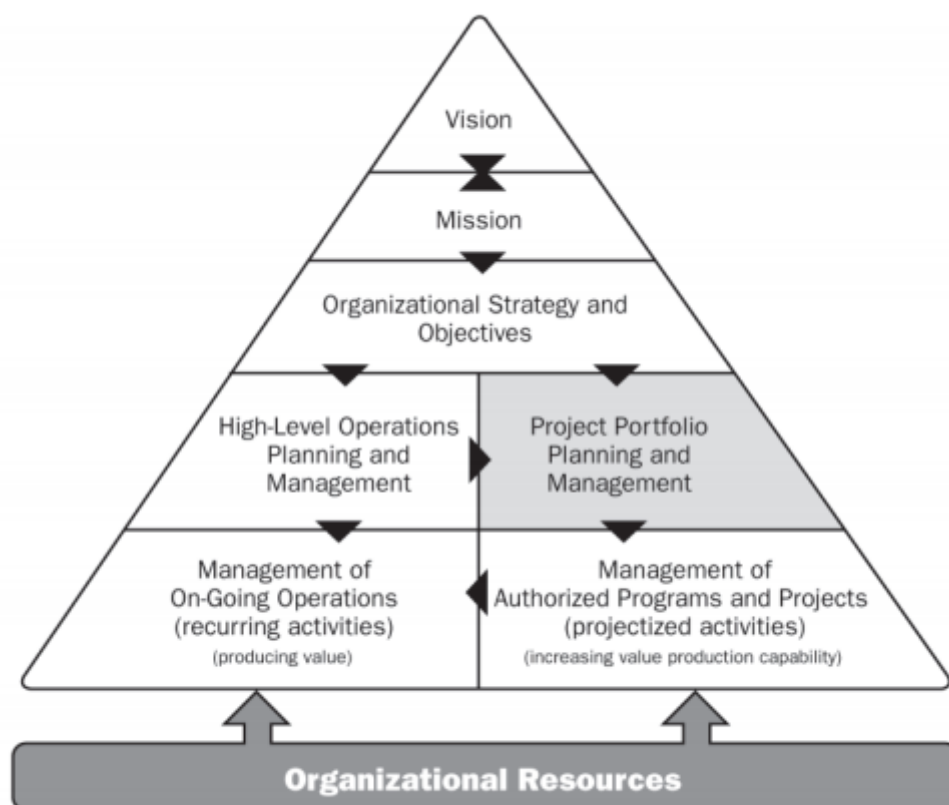 Vision
Mission
Organizational Strategy and
Objectives
High-Level Operations
Planning and
Management
Project Portfolio
Planning and
Management
Management of
On-Going Operations
(recurring activities)
(producing value)
Management of
Authorized Programs and Projects
(projectized activities)
(increasing value production capability)
Organizational Resources